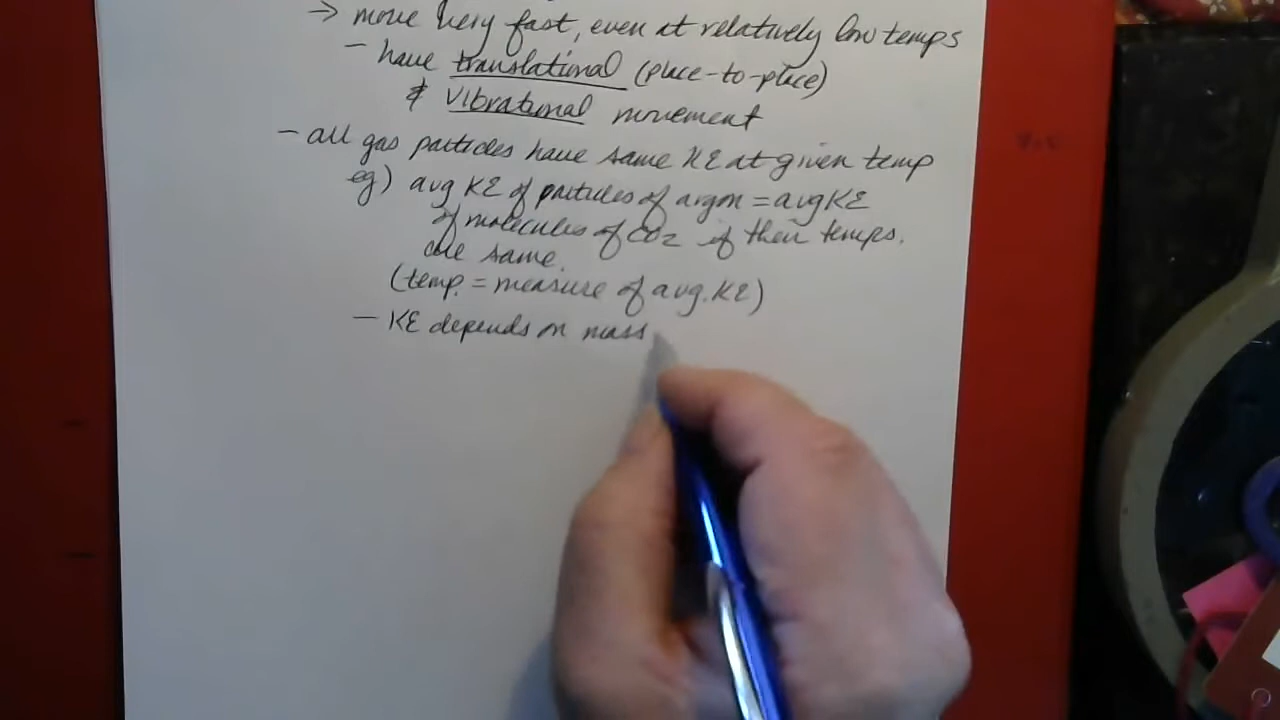 → move very fast, even at relatively low temps
- have translational (place-to-place)
& vibrational movement
- all gas particles have same KE at given temp
eg) avg KE of particles of argon = avg KE
of molecules of CO2 if their temps.
are same.
(temp. = measure of avg. KE)
- KE depends on mass